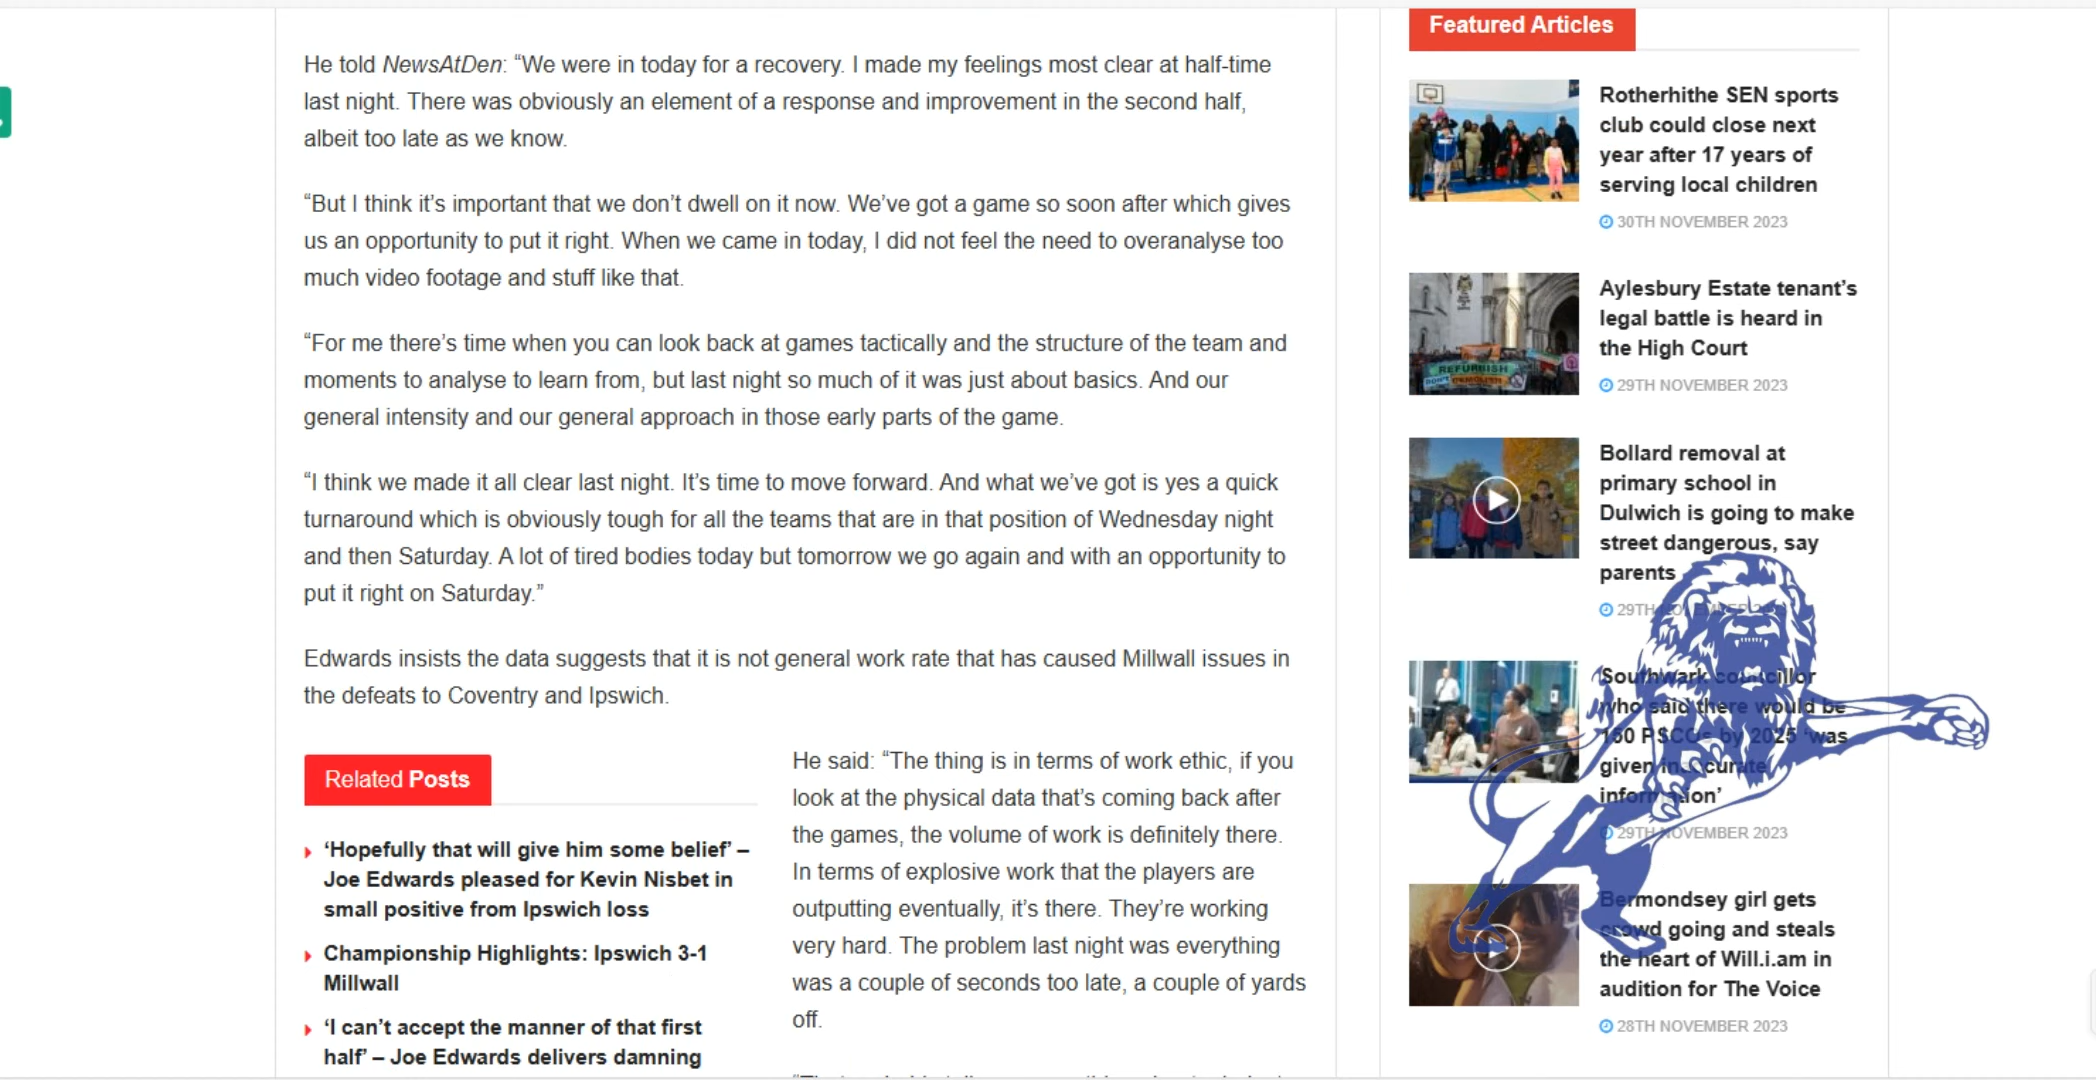 He told NewsAtDen: “We were in today for a recovery. I made my feelings most clear at half-time
last night. There was obviously an element of a response and improvement in the second half,
albeit too late as we know.
“But I think it’s important that we don’t dwell on it now. We’ve got a game so soon after which gives
us an opportunity to put it right. When we came in today, I did not feel the need to overanalyse too
much video footage and stuff like that.
“For me there’s time when you can look back at games tactically and the structure of the team and
moments to analyse to learn from, but last night so much of it was just about basics. And our
general intensity and our general approach in those early parts of the game.
“I think we made it all clear last night. It’s time to move forward. And what we’ve got is yes a quick
turnaround which is obviously tough for all the teams that are in that position of Wednesday night
and then Saturday. A lot of tired bodies today but tomorrow we go again and with an opportunity to
put it right on Saturday.”
Edwards insists the data suggests that it is not general work rate that has caused Millwall issues in
the defeats to Coventry and Ipswich.
Related Posts
‘Hopefully that will give him some belief’ –
Joe Edwards pleased for Kevin Nisbet in
small positive from Ipswich loss
Championship Highlights: Ipswich 3-1
Millwall
‘I can’t accept the manner of that first
half’ – Joe Edwards delivers damning
He said: “The thing is in terms of work ethic, if you
look at the physical data that’s coming back after
the games, the volume of work is definitely there.
In terms of explosive work that the players are
outputting eventually, it’s there. They’re working
very hard. The problem last night was everything
was a couple of seconds too late, a couple of yards
off.
Featured Articles
Rotherhithe SEN sports
club could close next
year after 17 years of
serving local children
30TH NOVEMBER 2023
REFURBISH
DON'T DEMOLISH
Aylesbury Estate tenant’s
legal battle is heard in
the High Court
29TH NOVEMBER 2023
Bollard removal at
primary school in
Dulwich is going to make
street dangerous, say
parents
29TH NOVEMBER
Southwark councillor
who said there would be
150 PSCOs by 2025 ‘was
given inaccurate
information’
29TH NOVEMBER 2023
Bermondsey girl gets
crowd going and steals
the heart of Will.i.am in
audition for The Voice
28TH NOVEMBER 2023